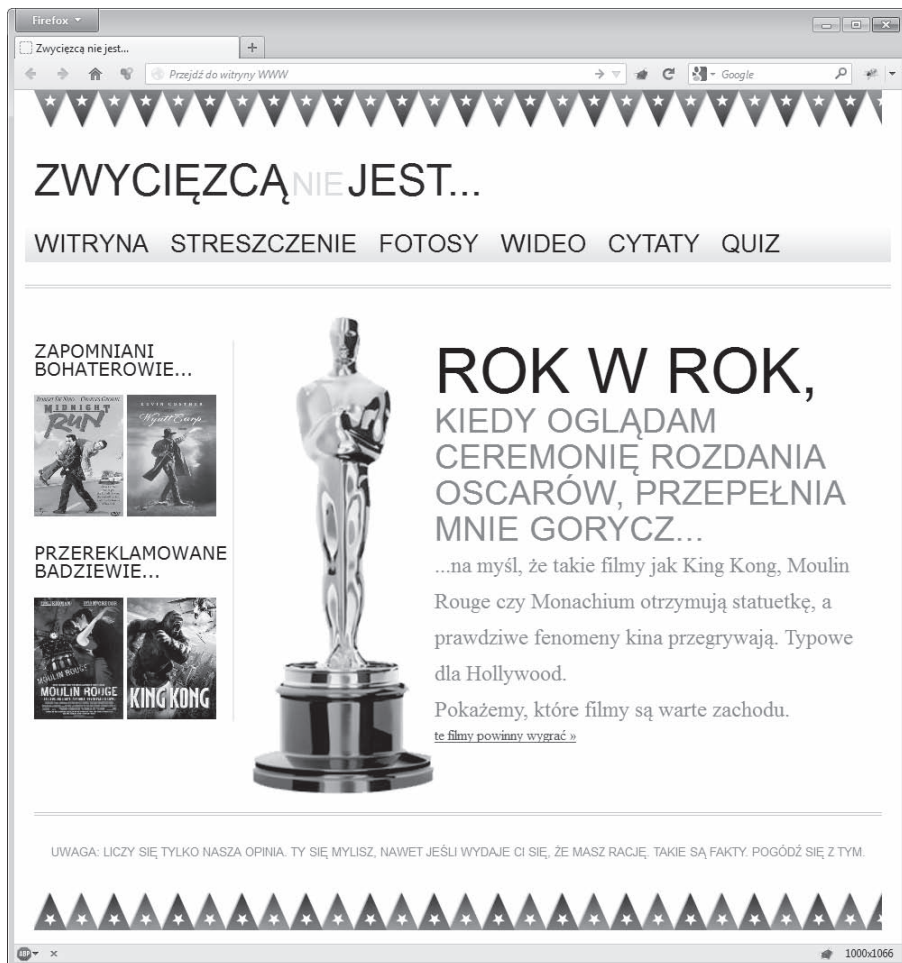 Firefox
Zwycięzcą nie jest...
Przejdź do witryny WWW
Google
ZWYCIĘZCĄ NIE JEST...
WITRYNA STRESZCZENIE FOTOSY WIDEO CYTATY QUIZ
ZAPOMNIANI
BOHATEROWIE...
MIDNIGHT
RUN
Wyatt Earp
PRZEREKLAMOWANE
BADZIEWIE...
MOULIN ROUGE
MOULIN ROUGE
KING KONG
ROK W ROK,
KIEDY OGLĄDAM
CEREMONIĘ ROZDANIA
OSCARÓW, PRZEPEŁNIA
MNIE GORYCZ...
...na myśl, że takie filmy jak King Kong, Moulin
Rouge czy Monachium otrzymują statuetkę, a
prawdziwe fenomeny kina przegrywają. Typowe
dla Hollywood.
Pokażemy, które filmy są warte zachodu.
te filmy powinny wygrać »
UWAGA: LICZY SIĘ TYLKO NASZA OPINIA. TY SIĘ MYLISZ, NAWET JEŚLI WYDAJE CI SIĘ, ŻE MASZ RACJĘ. TAKIE SĄ FAKTY. POGÓDŹ SIĘ Z TYM.
ABP
1000x1066